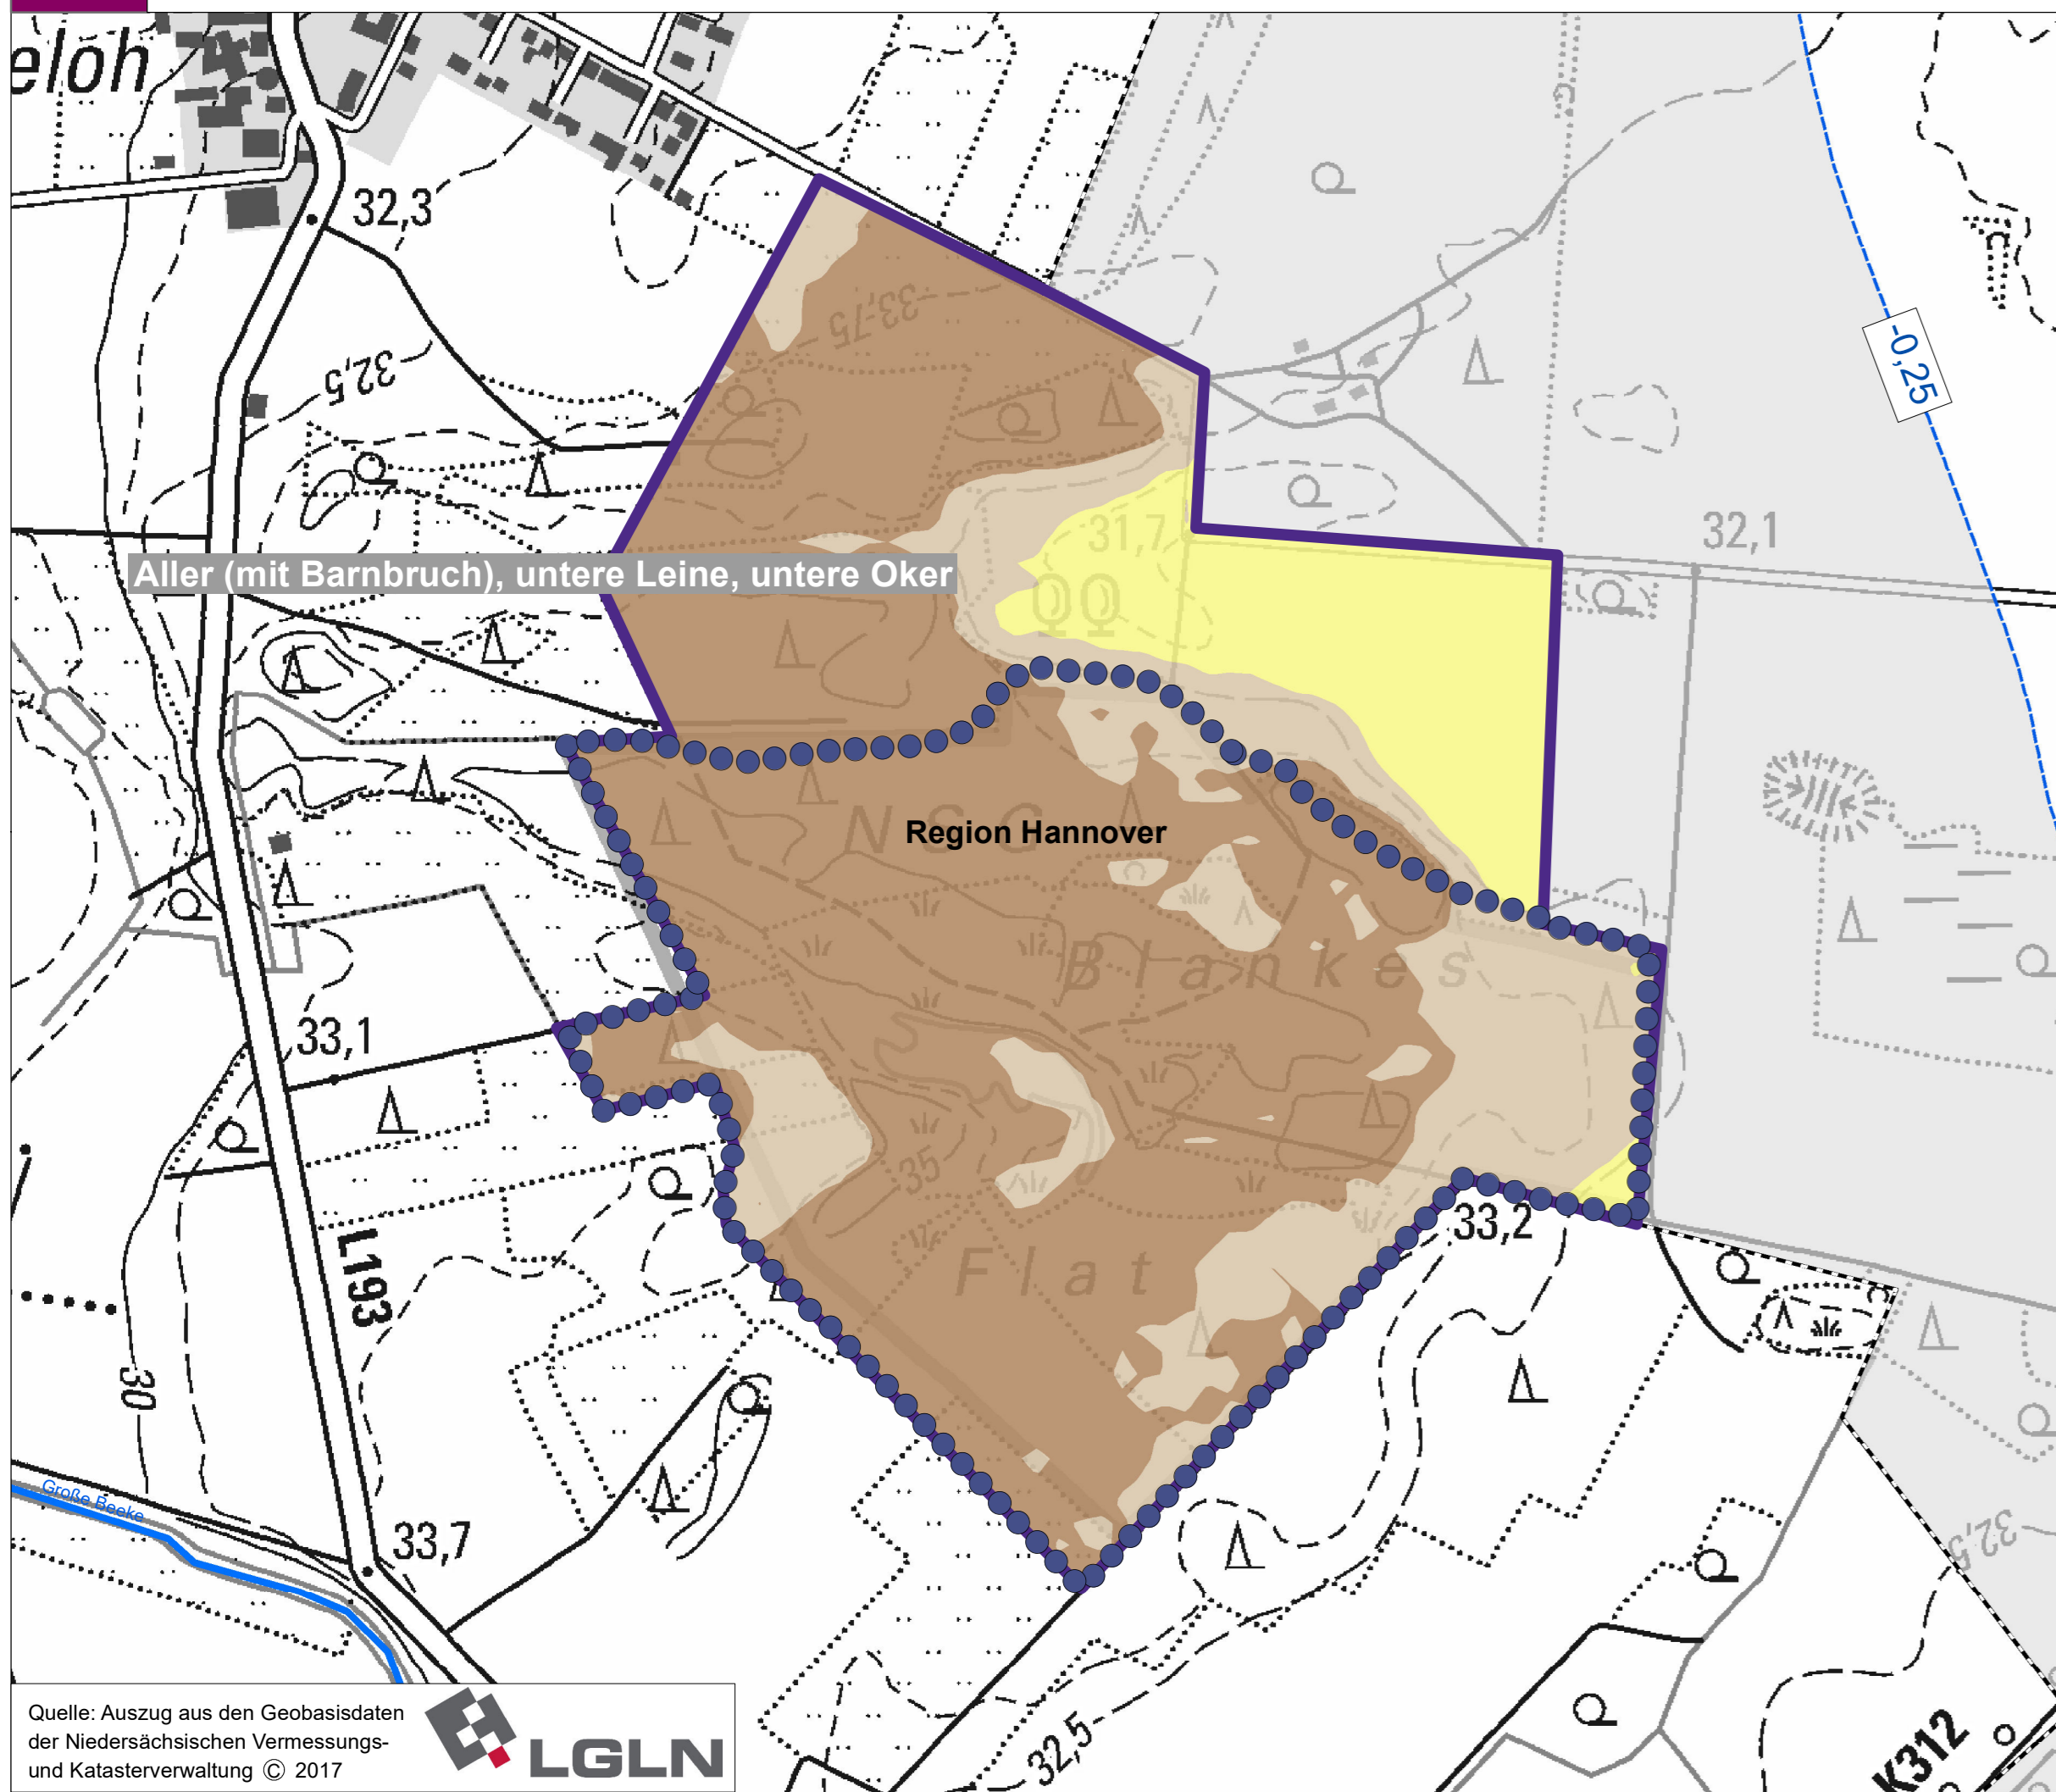 eloh
32,3
33-75
-0,25
32,5
31,7
32,1
Aller (mit Barnbruch), untere Leine, untere Oker
NSG
Region Hannover
Blankes
33,1
35
33,2
Flat
L193
30
Große Beeke
33,7
32,5
32,5
K312
Quelle: Auszug aus den Geobasisdaten
der Niedersächsischen Vermessungs-
und Katasterverwaltung © 2017
LGLN